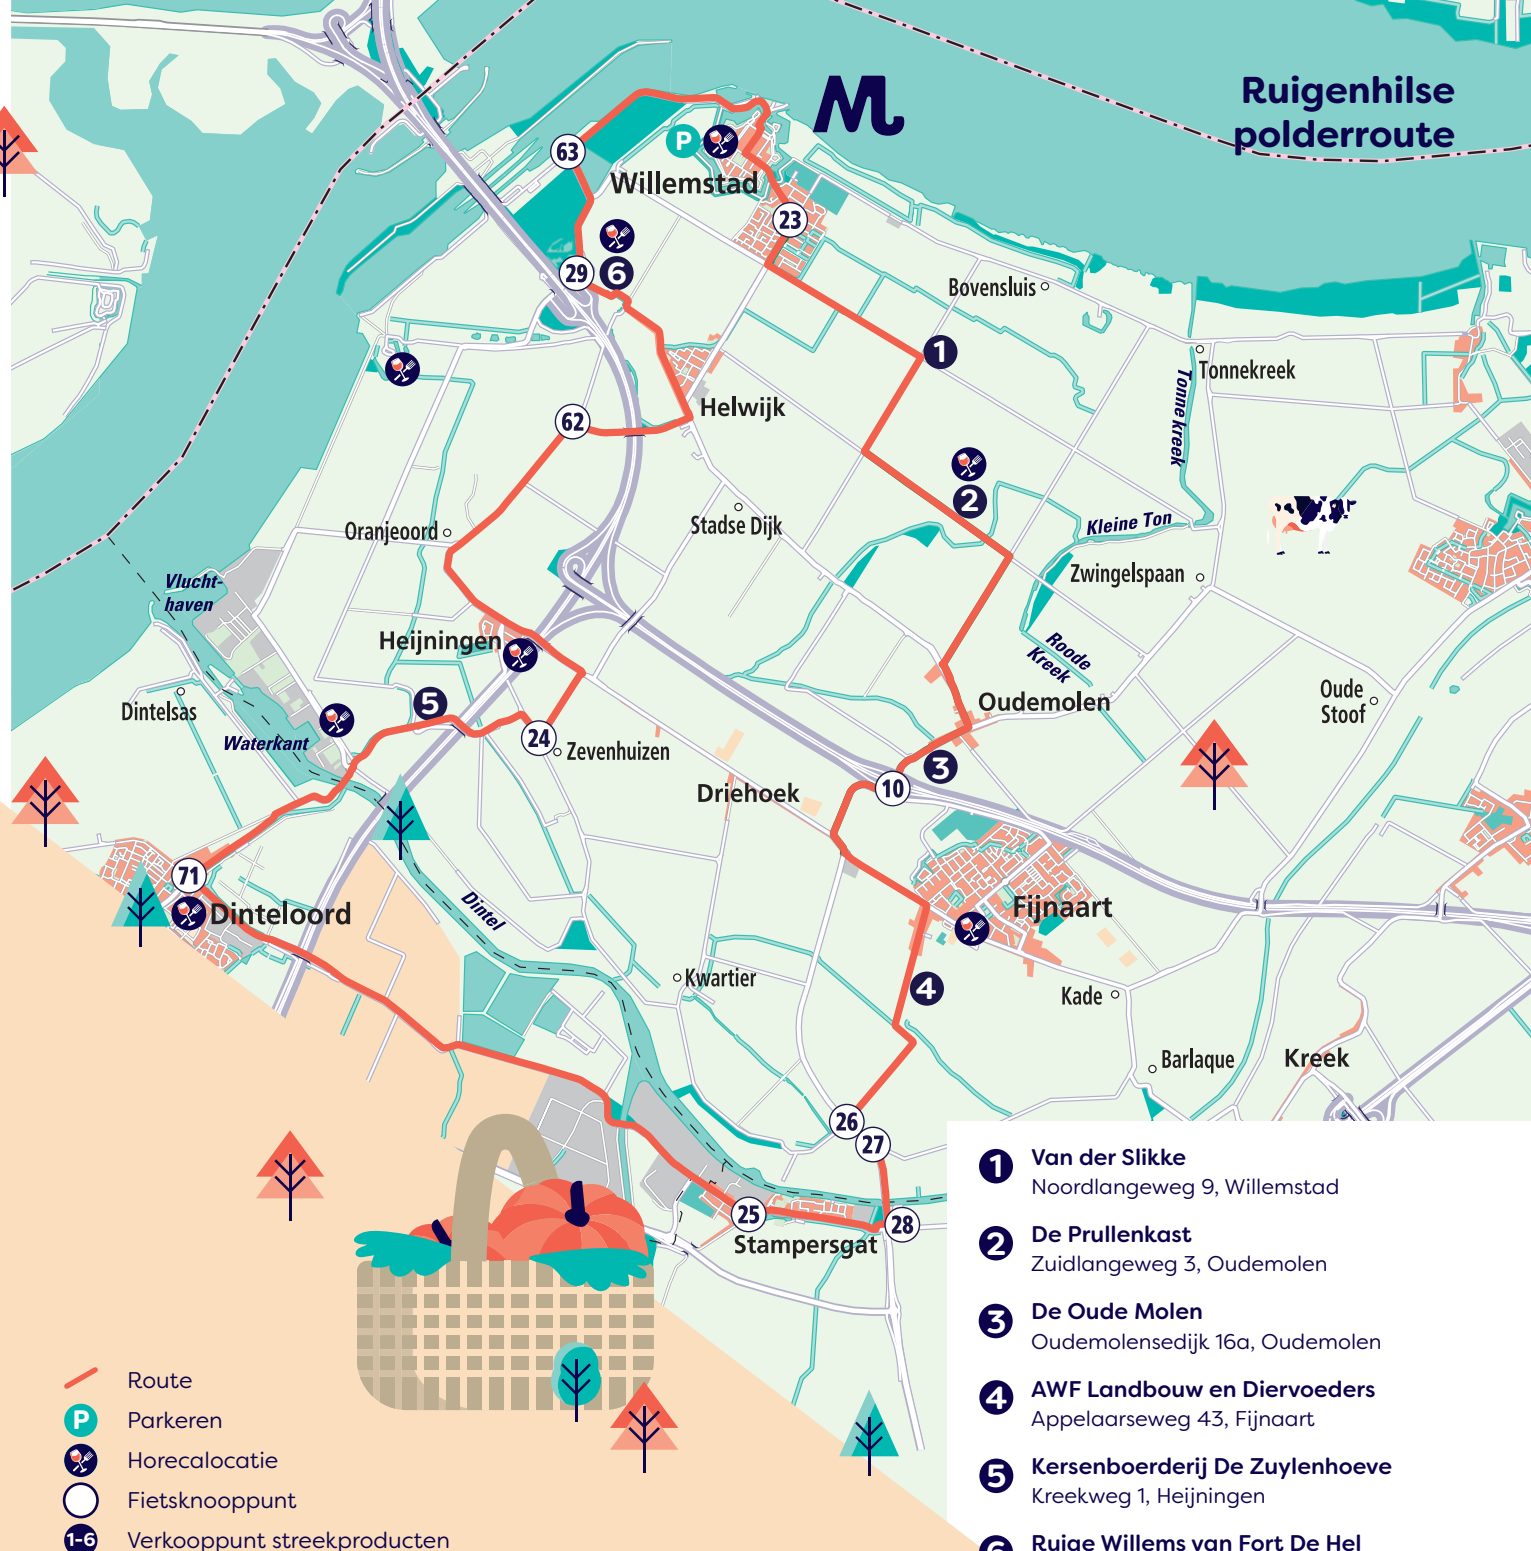 Ruigenhilse
polderroute
M
63
P
Willemstad
23
29
6
Bovensluis
1
Tonnekreek
Tonnekreek
Helwijk
62
2
Stadse Dijk
Kleine Ton
Oranjeoord
Zwingelspaan
Vlucht-
haven
Heijningen
Roode
Kreek
Oude
Stoof
Dintelsas
5
Oudemolen
Waterkant
24
Zevenhuizen
3
10
Driehoek
71
Dinteloord
Dintel
Fijnaart
Kwartier
4
Kade
Barlaque
Kreek
26
27
25
28
Stampersgat
1 Van der Slikke
Noordlangeweg 9, Willemstad
2 De Prullenkast
Zuidlangeweg 3, Oudemolen
3 De Oude Molen
Oudemolensedijk 16a, Oudemolen
4 AWF Landbouw en Diervoeders
Appelaarseweg 43, Fijnaart
5 Kersenboerderij De Zuylenhoeve
Kreekweg 1, Heijningen
6 Ruige Willems van Fort De Hel
Route
P Parkeren
Horecalocatie
Fietsknooppunt
1-6 Verkooppunt streekproducten